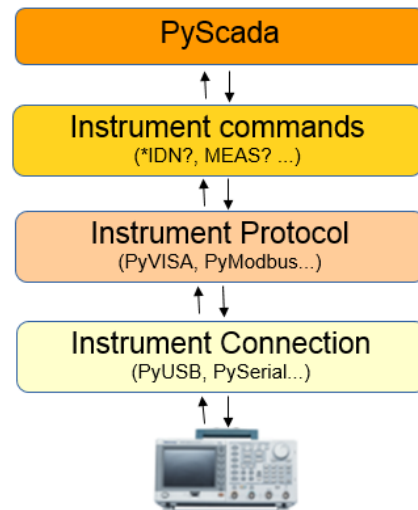 PyScada
Instrument commands
(*IDN?, MEAS? ...)
Instrument Protocol
(PyVISA, PyModbus...)
Instrument Connection
(PyUSB, PySerial...)